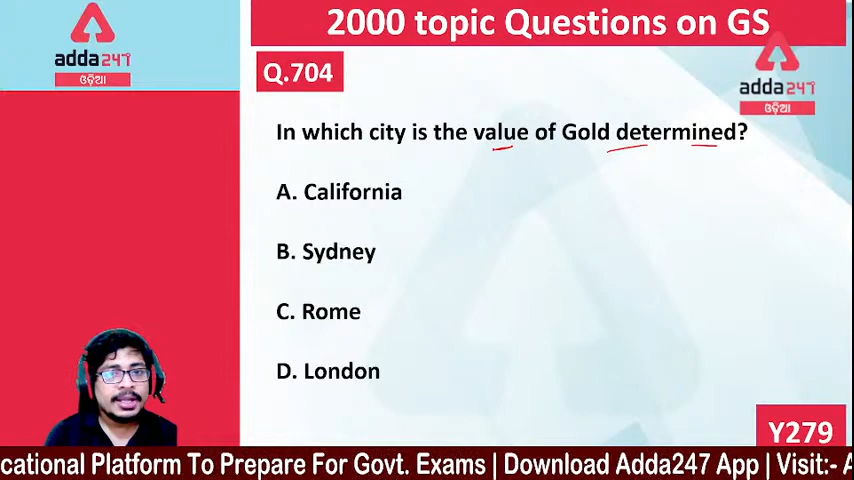 2000 topic Questions on GS
adda247
ଓଡ଼ିଆ
adda247
ଓଡ଼ିଆ
Q.704
In which city is the value of Gold determined?
A. California
B. Sydney
C. Rome
D. London
Y279
cational Platform To Prepare For Govt. Exams | Download Adda247 App | Visit:- A